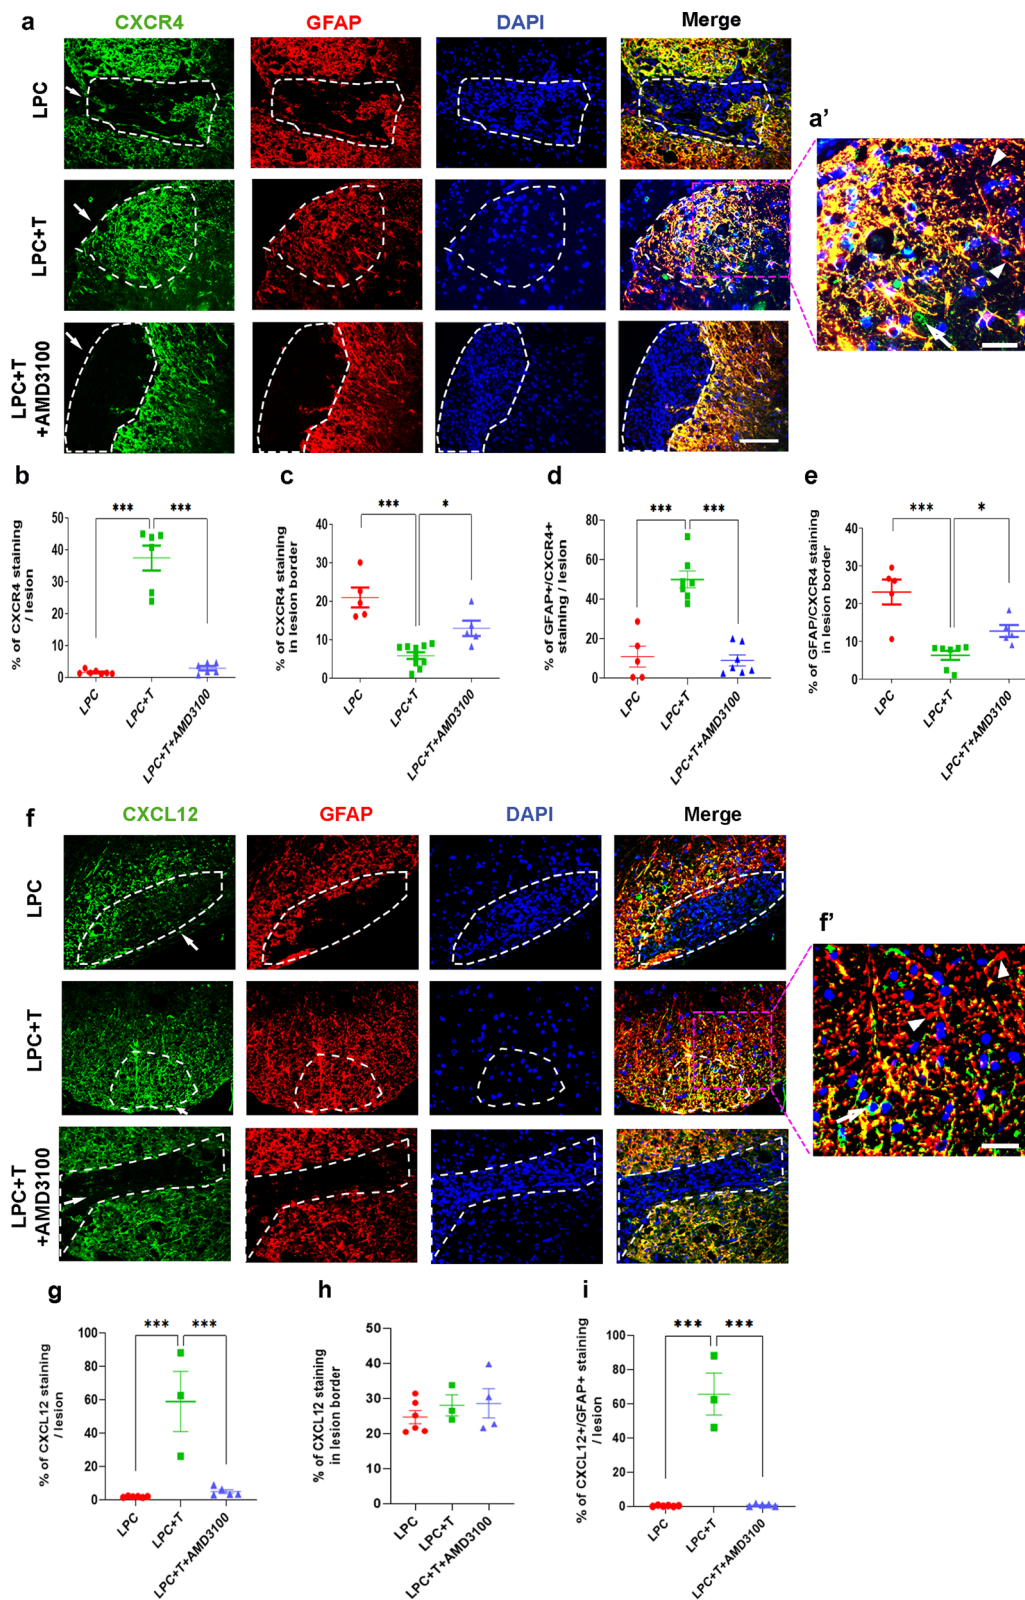 a
CXCR4 GFAP DAPI Merge
LPC
LPC+T
LPC+T
+AMD3100
a'
b
% of CXCR4 staining
/ lesion
50
40
30
20
10
0
*** ***
LPC
LPC+T
LPC+T+AMD3100
c
% of CXCR4 staining
in lesion border
40
30
20
10
0
*** *
LPC
LPC+T
LPC+T+AMD3100
d
% of GFAP+/CXCR4+
staining / lesion
80
60
40
20
0
*** ***
LPC
LPC+T
LPC+T+AMD3100
e
% of GFAP/CXCR4 staining
in lesion border
40
30
20
10
0
*** *
LPC
LPC+T
LPC+T+AMD3100
f
CXCL12 GFAP DAPI Merge
LPC
LPC+T
LPC+T
+AMD3100
f'
g
% of CXCL12 staining
/ lesion
100
80
60
40
20
0
*** ***
LPC
LPC+T
LPC+T+AMD3100
h
% of CXCL12 staining
in lesion border
50
40
30
20
10
0
LPC
LPC+T
LPC+T+AMD3100
i
% of CXCL12+/GFAP+ staining
/ lesion
100
80
60
40
20
0
*** ***
LPC
LPC+T
LPC+T+AMD3100